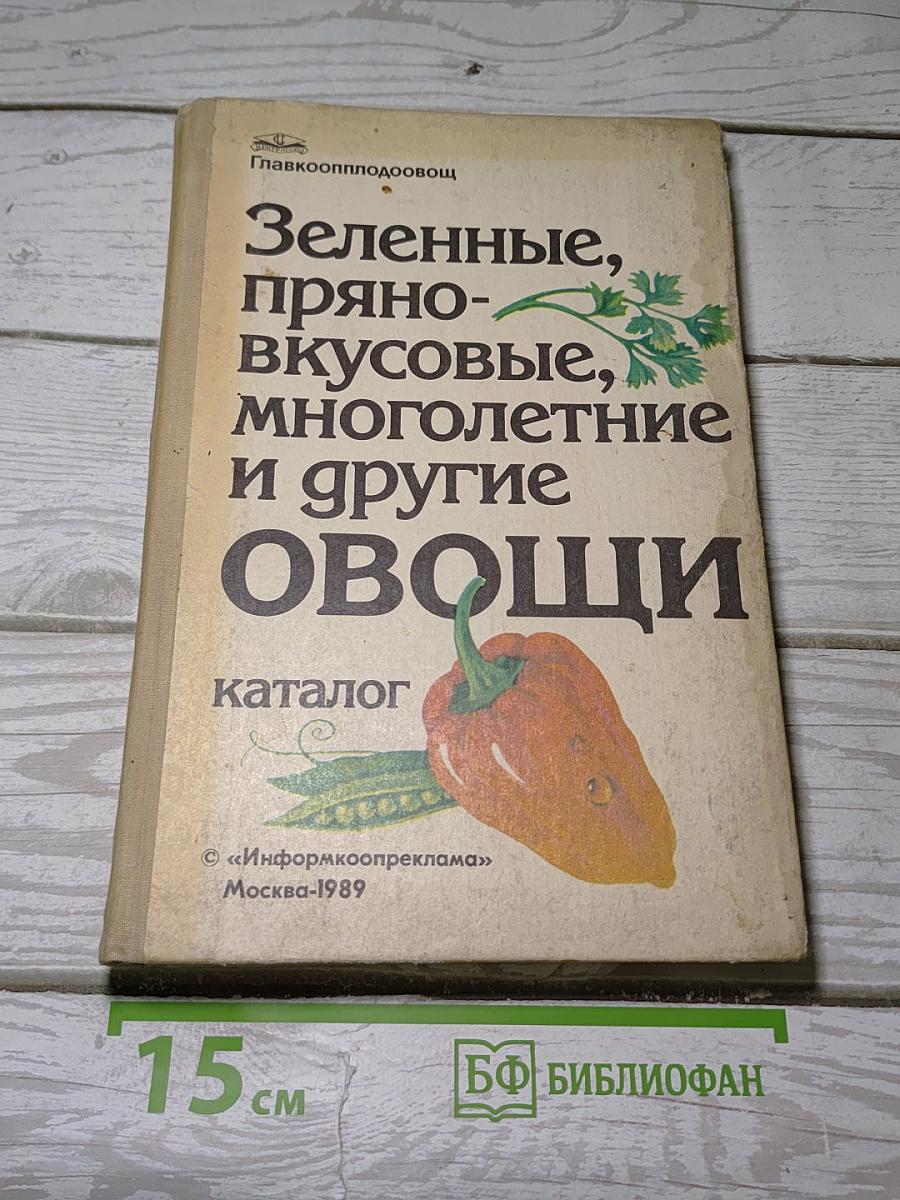 Главкоопплодоовощ
Зеленные,
пряно-
вкусовые,
многолетние
и другие
ОВОЩИ
каталог
© «Информкоопреклама»
Москва-1989
15 см
БФ БИБЛИОФАН